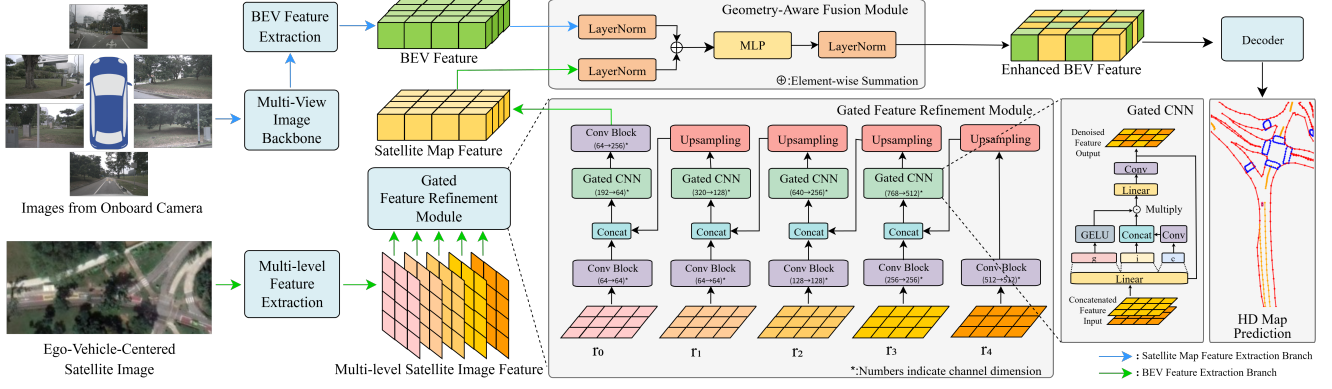 BEV Feature
Extraction
BEV Feature
Multi-View
Image
Backbone
Images from Onboard Camera
Satellite Map Feature
Gated
Feature Refinement
Module
Multi-level
Feature
Extraction
Ego-Vehicle-Centered
Satellite Image
Multi-level Satellite Image Feature
Geometry-Aware Fusion Module
LayerNorm
LayerNorm
MLP
LayerNorm
⊕:Element-wise Summation
Enhanced BEV Feature
Decoder
Gated Feature Refinement Module
Conv Block
(64→256)*
Upsampling
Upsampling
Upsampling
Upsampling
Gated CNN
(192→64)*
Gated CNN
(320→128)*
Gated CNN
(640→256)*
Gated CNN
(768→512)*
Concat
Concat
Concat
Concat
Conv Block
(64→64)*
Conv Block
(64→64)*
Conv Block
(128→128)*
Conv Block
(256→256)*
Conv Block
(512→512)*
r₀
r₁
r₂
r₃
r₄
*:Numbers indicate channel dimension
Gated CNN
Denoised
Feature
Output
Conv
Linear
Multiply
GELU
Concat
Conv
g
i
c
Linear
Concatenated
Feature
Input
HD Map
Prediction
: Satellite Map Feature Extraction Branch
: BEV Feature Extraction Branch